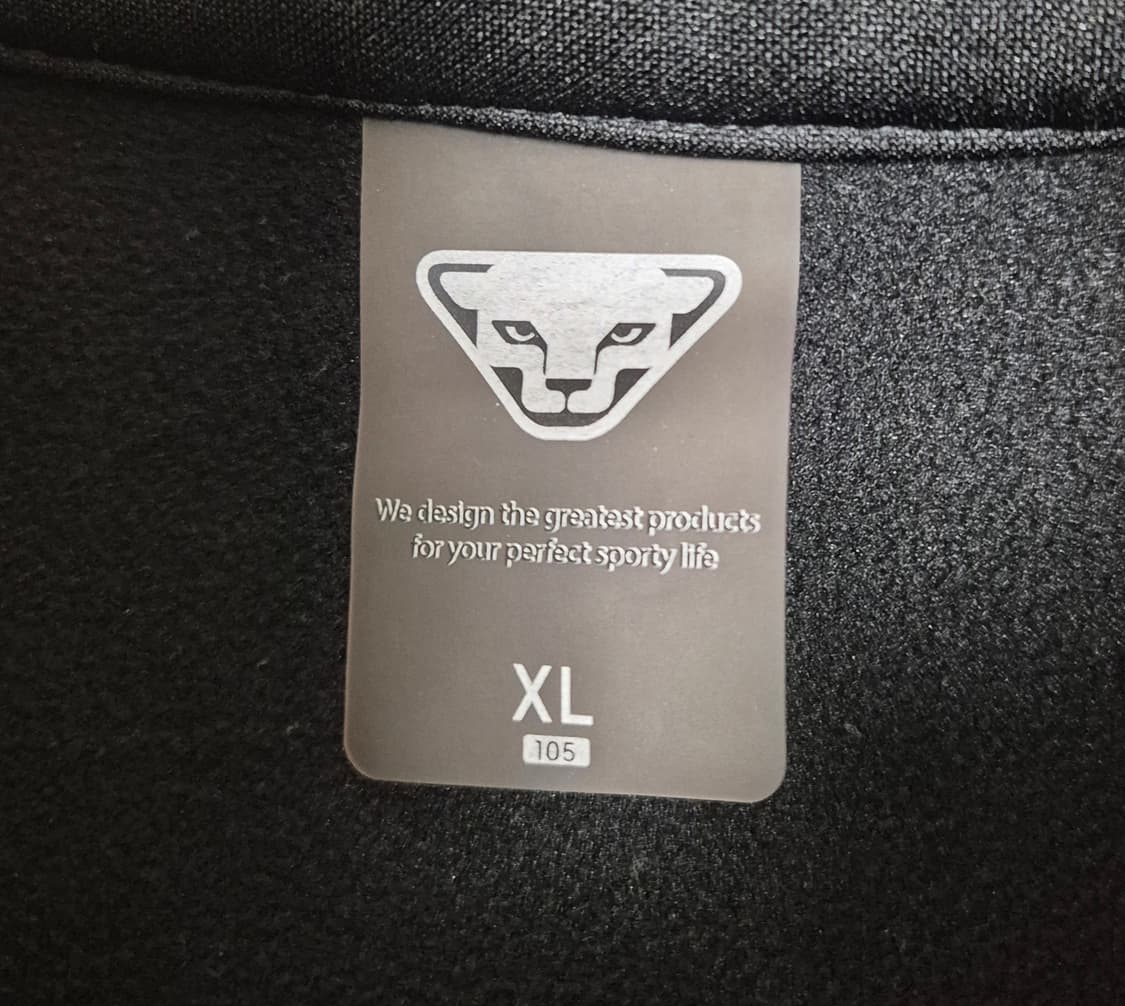 We design the greatest products
for your perfect sporty life
XL
105